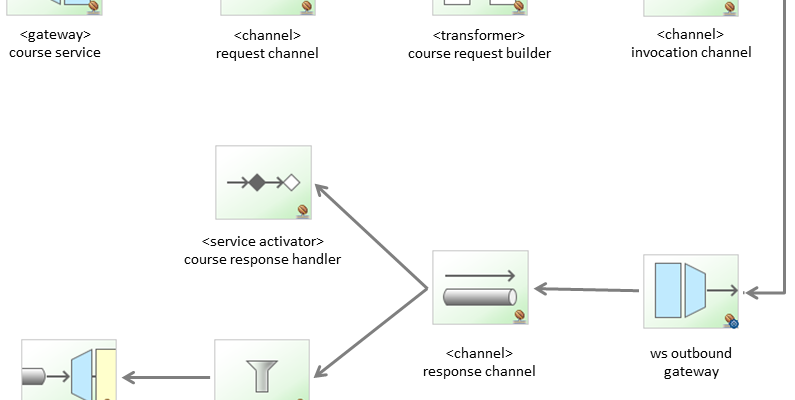 <gateway>
course service
<channel>
request channel
<transformer>
course request builder
<channel>
invocation channel
<service activator>
course response handler
<channel>
response channel
ws outbound
gateway